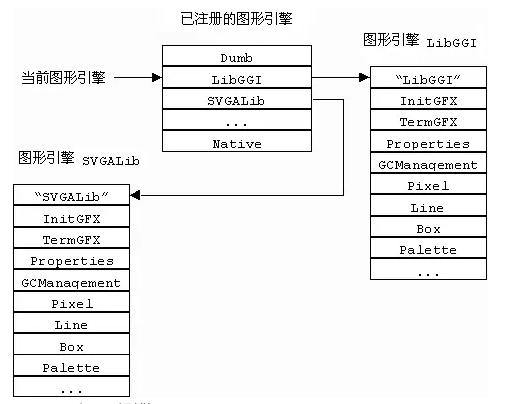 已注册的图形引擎
Dumb
LibGGI
SVGALib
...
Native
当前图形引擎
图形引擎 LibGGI
"LibGGI"
InitGFX
TermGFX
Properties
GCManagement
Pixel
Line
Box
Palette
...
图形引擎 SVGALib
"SVGALib"
InitGFX
TermGFX
Properties
GCManagement
Pixel
Line
Box
Palette
...